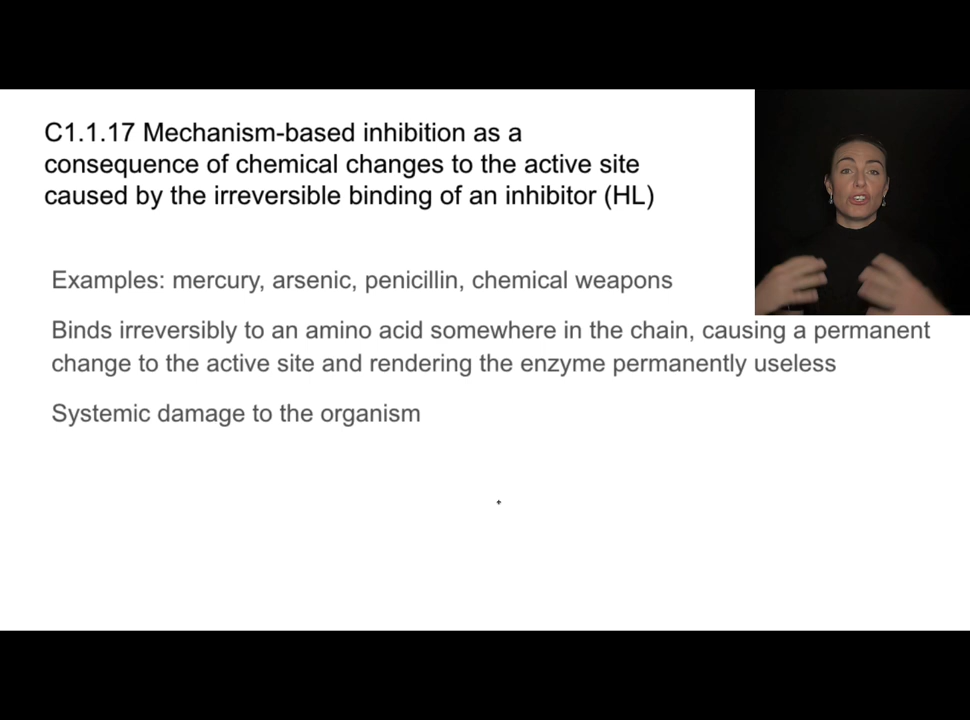 C1.1.17 Mechanism-based inhibition as a
consequence of chemical changes to the active site
caused by the irreversible binding of an inhibitor (HL)
Examples: mercury, arsenic, penicillin, chemical weapons
Binds irreversibly to an amino acid somewhere in the chain, causing a permanent
change to the active site and rendering the enzyme permanently useless
Systemic damage to the organism